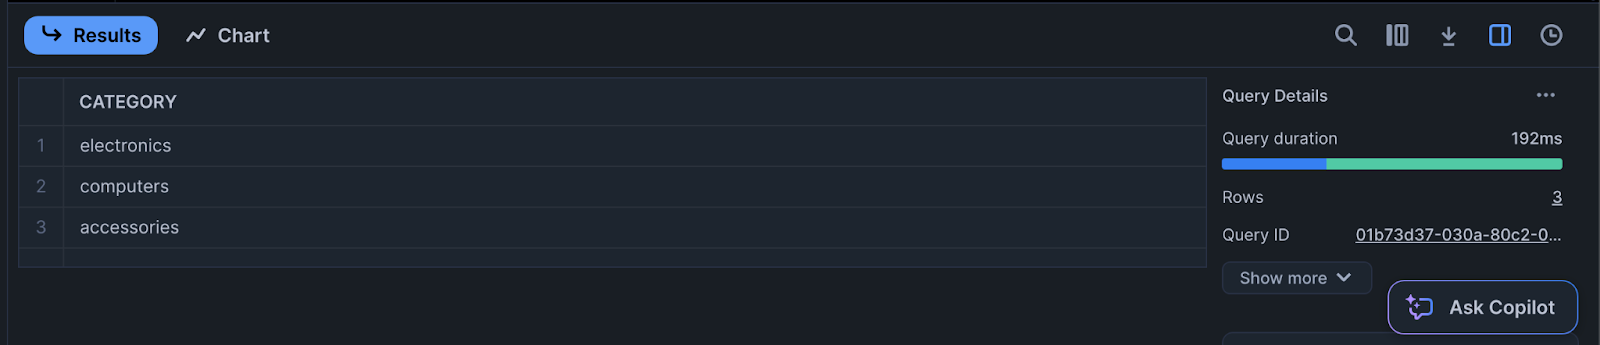 Results Chart
CATEGORY
1 electronics
2 computers
3 accessories
Query Details
Query duration 192ms
Rows 3
Query ID 01b73d37-030a-80c2-0...
Show more
Ask Copilot